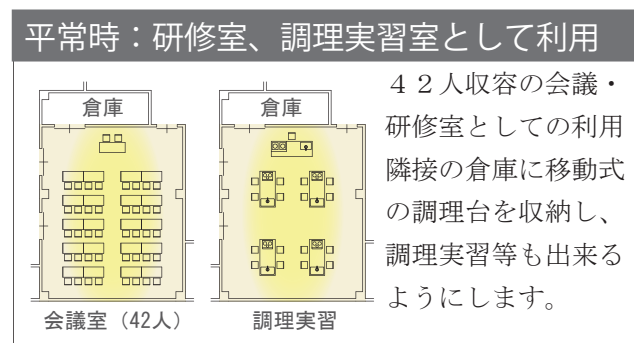 平常時：研修室、調理実習室として利用
倉庫
倉庫
会議室（42人）
調理実習
４２人収容の会議・
研修室としての利用
隣接の倉庫に移動式
の調理台を収納し、
調理実習等も出来る
ようにします。